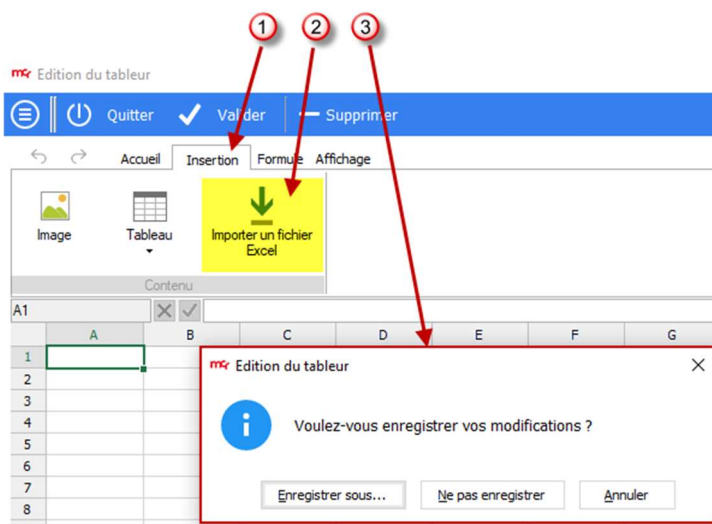 1 2 3
mcr Edition du tableur
Quitter Valider Supprimer
Accueil Insertion Formule Affichage
Image Tableau Importer un fichier
Excel
Contenu
A1
A B C D E F G
1
2
3
4
5
6
7
8
mcr Edition du tableur
i Voulez-vous enregistrer vos modifications ?
Enregistrer sous... Ne pas enregistrer Annuler